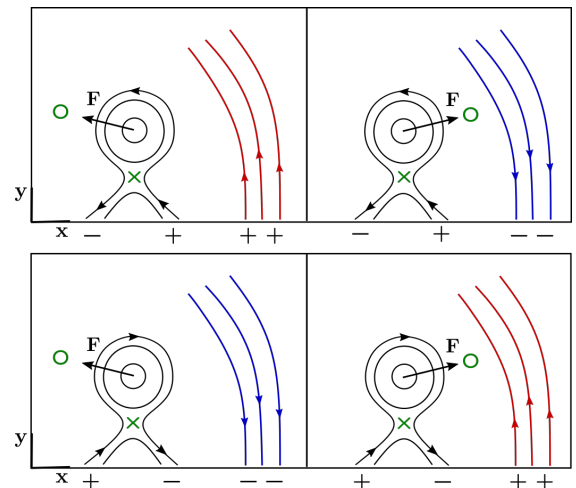 F F
y
x − + + + − + − −
F F
y
x + − − − + − + +